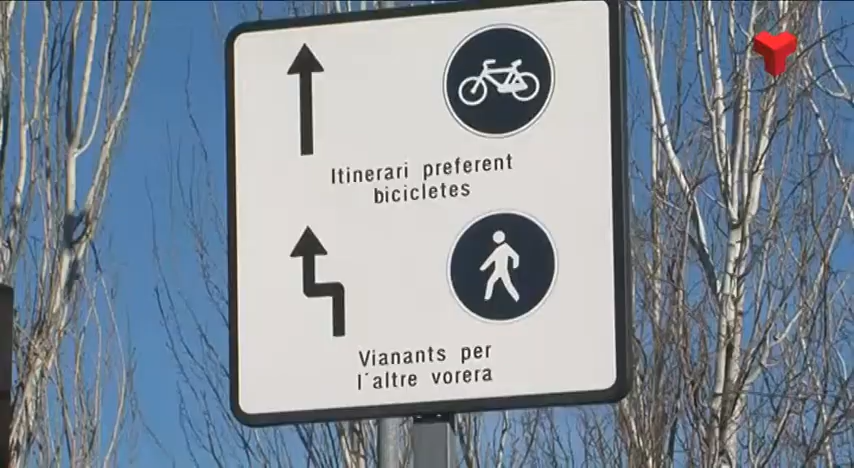 Itinerari preferent
bicicletes
Vianants per
l'altre vorera